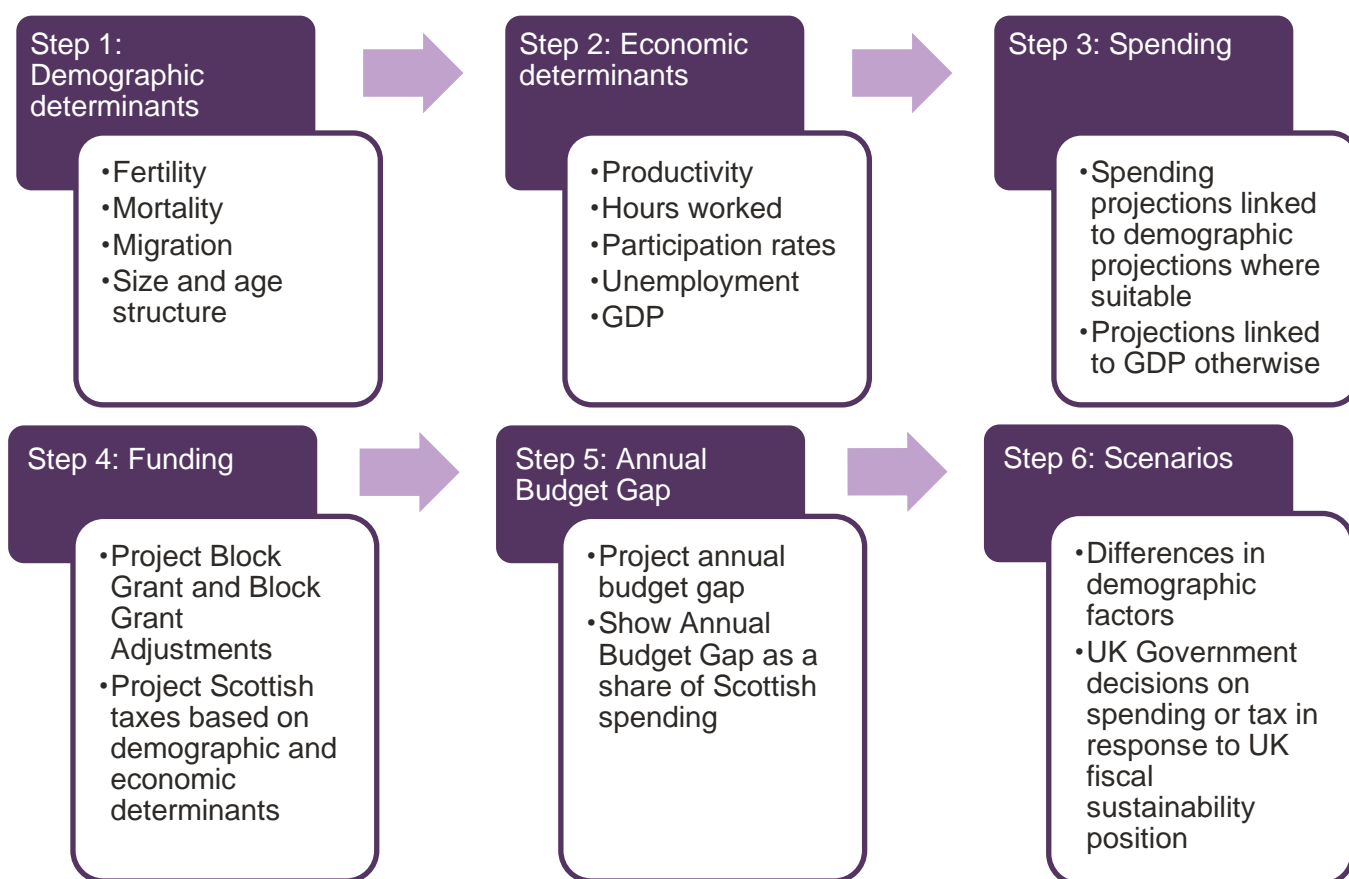 Step 1:
Demographic
determinants
•Fertility
•Mortality
•Migration
•Size and age
structure
Step 2: Economic
determinants
•Productivity
•Hours worked
•Participation rates
•Unemployment
•GDP
Step 3: Spending
•Spending
projections linked
to demographic
projections where
suitable
•Projections linked
to GDP otherwise
Step 4: Funding
•Project Block
Grant and Block
Grant
Adjustments
•Project Scottish
taxes based on
demographic and
economic
determinants
Step 5: Annual
Budget Gap
•Project annual
budget gap
•Show Annual
Budget Gap as a
share of Scottish
spending
Step 6: Scenarios
•Differences in
demographic
factors
•UK Government
decisions on
spending or tax in
response to UK
fiscal
sustainability
position